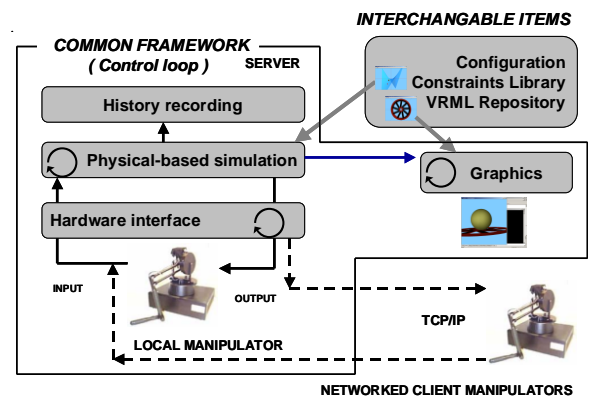 INTERCHANGABLE ITEMS
COMMON FRAMEWORK
( Control loop )
SERVER
Configuration
Constraints Library
VRML Repository
History recording
Physical-based simulation
Graphics
Hardware interface
INPUT
OUTPUT
TCP/IP
LOCAL MANIPULATOR
NETWORKED CLIENT MANIPULATORS